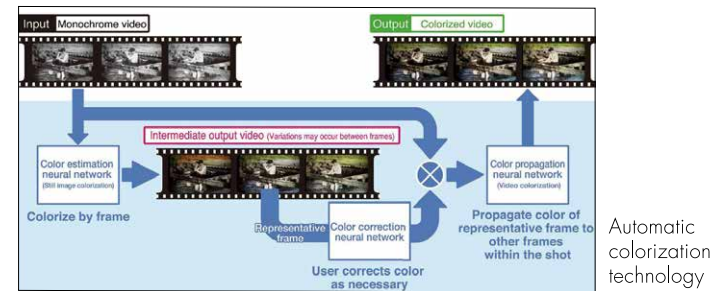 Input Monochrome video
Output Colorized video
Intermediate output video (Variations may occur between frames)
Color estimation
neural network
(Still image colorization)
Colorize by frame
Representative
frame
Color correction
neural network
User corrects color
as necessary
Color propagation
neural network
(Video colorization)
Propagate color of
representative frame to
other frames
within the shot
Automatic
colorization
technology